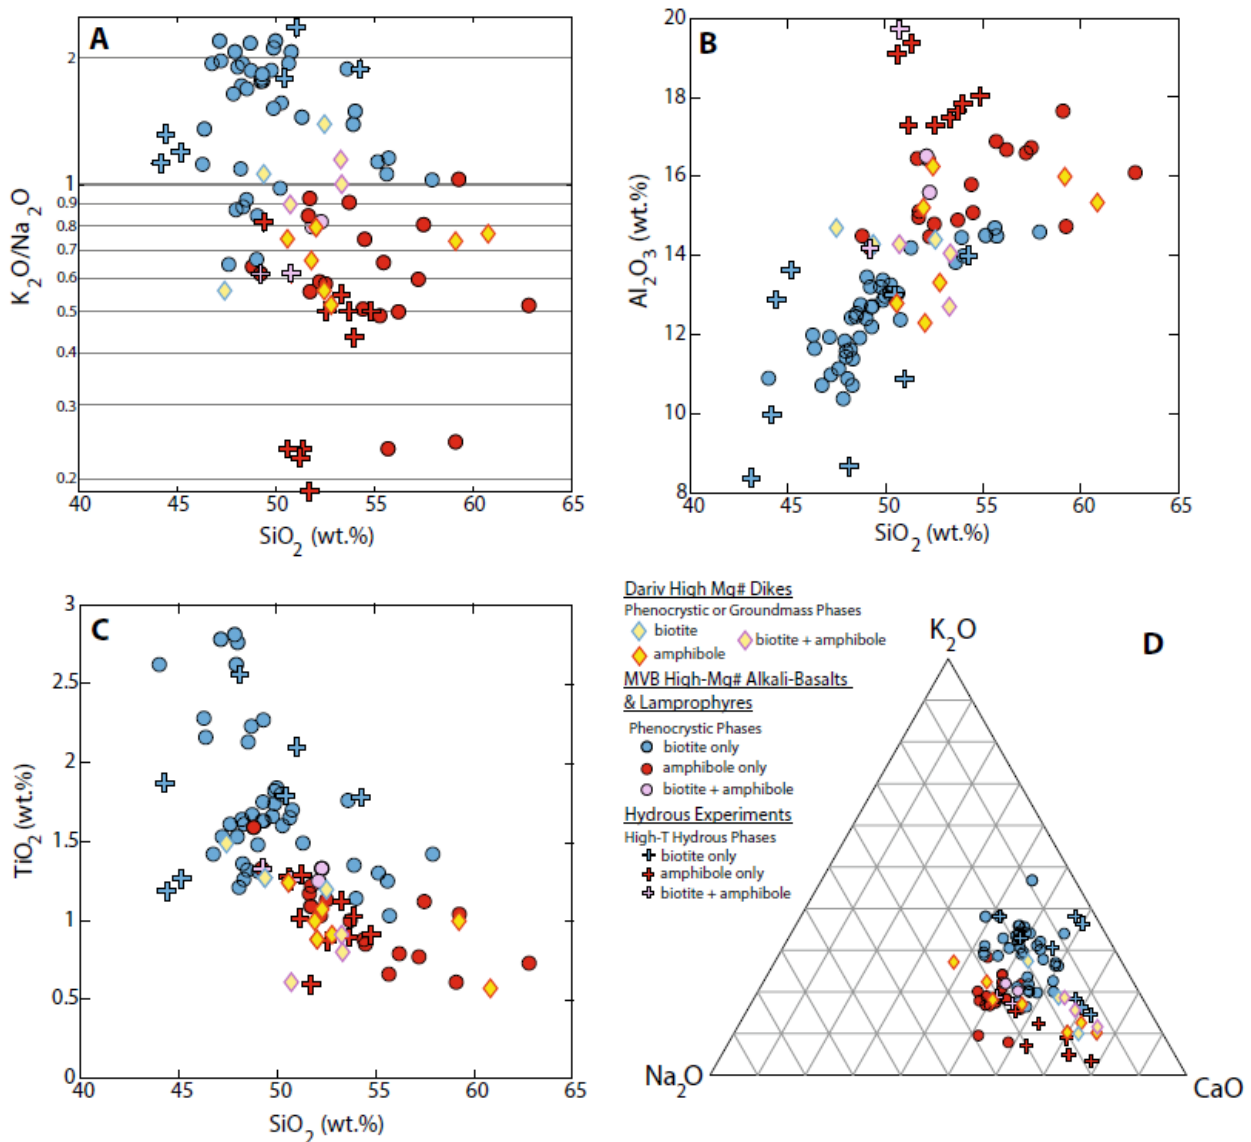 A
2
1
0.9
0.8
0.7
0.6
0.5
0.4
0.3
0.2
K2O/Na2O
40 45 50 55 60 65
SiO2 (wt.%)
B
20
18
16
14
12
10
8
Al2O3 (wt.%)
40 45 50 55 60 65
SiO2 (wt.%)
C
3
2.5
2
1.5
1
0.5
0
TiO2 (wt.%)
40 45 50 55 60 65
SiO2 (wt.%)
Dariv High Mg# Dikes
Phenocrystic or Groundmass Phases
biotite
biotite + amphibole
amphibole
MVB High-Mg# Alkali-Basalts
& Lamprophyres
Phenocrystic Phases
biotite only
amphibole only
biotite + amphibole
Hydrous Experiments
High-T Hydrous Phases
biotite only
amphibole only
biotite + amphibole
D
K2O
Na2O
CaO